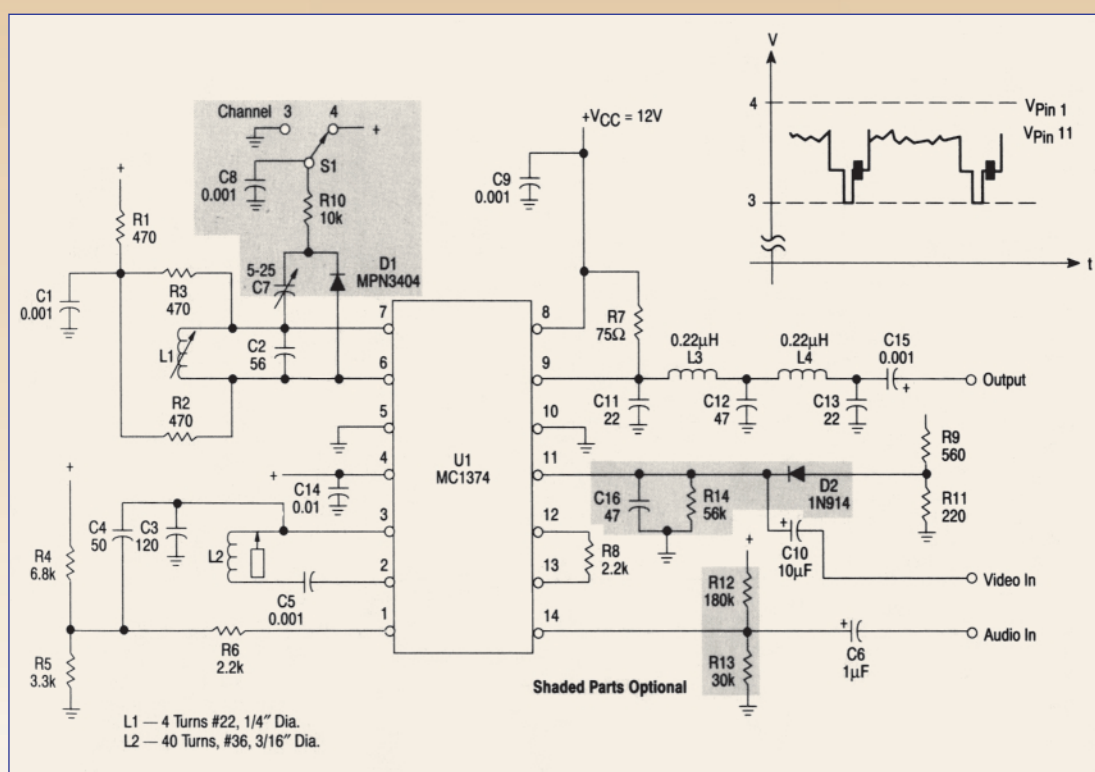 Channel 3 4
+
S1
C8
0.001
R10
10k
5-25
C7
D1
MPN3404
+
R1
470
C1
0.001
R3
470
L1
C2
56
R2
470
+VCC = 12V
C9
0.001
R7
75Ω
0.22µH
L3
0.22µH
L4
C15
0.001
+
Output
C11
22
C12
47
C13
22
7
6
5
4
3
2
1
8
9
10
11
12
13
14
U1
MC1374
+
C14
0.01
+
R4
6.8k
C4
50
C3
120
L2
C5
0.001
R5
3.3k
R6
2.2k
C16
47
R14
56k
D2
1N914
R9
560
R11
220
+
C10
10µF
Video In
R8
2.2k
+
R12
180k
R13
30k
+
C6
1µF
Audio In
Shaded Parts Optional
L1 — 4 Turns #22, 1/4″ Dia.
L2 — 40 Turns, #36, 3/16″ Dia.
V
4
VPin 1
VPin 11
3
t